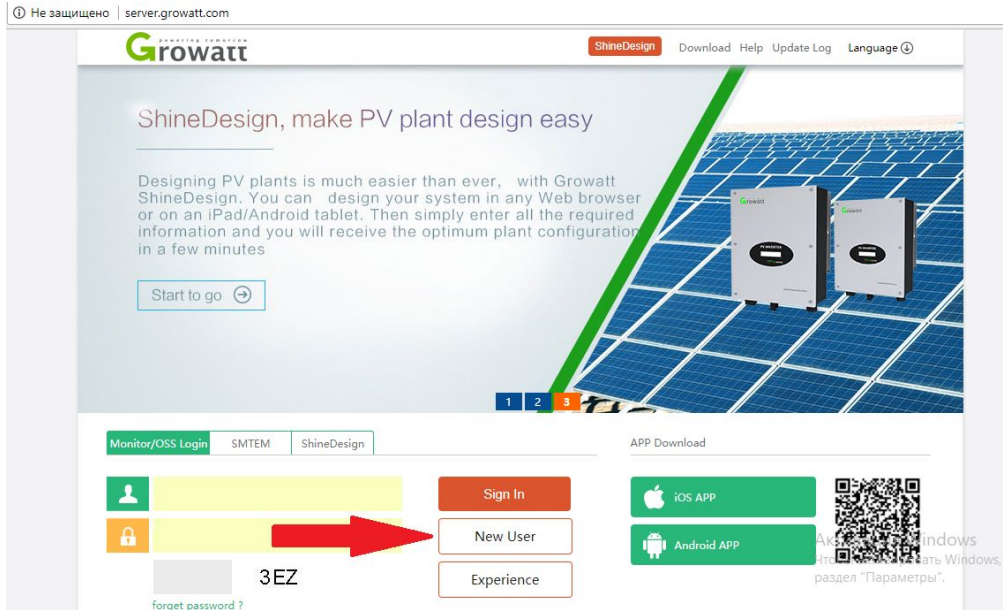 Не защищено server.growatt.com
powering tomorrow
Growatt
ShineDesign Download Help Update Log Language
ShineDesign, make PV plant design easy
Designing PV plants is much easier than ever, with Growatt
ShineDesign. You can design your system in any Web browser
or on an iPad/Android tablet. Then simply enter all the required
information and you will receive the optimum plant configuration
in a few minutes
Start to go
Growatt
PV INVERTER
1 2 3
Monitor/OSS Login SMTEM ShineDesign
APP Download
Sign In
iOS APP
New User
Android APP
3EZ
Experience
forget password ?
Windows,
раздел "Параметры".